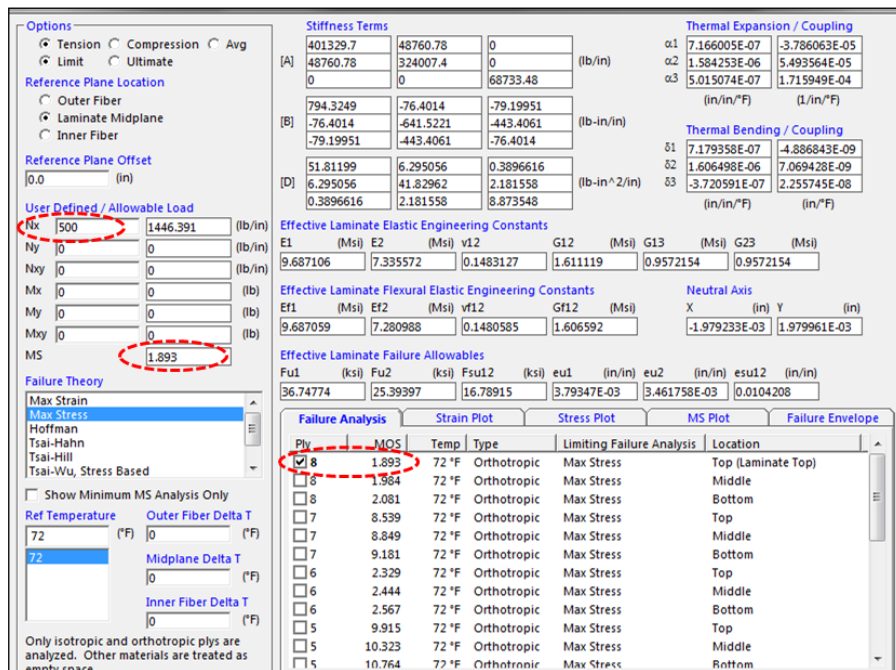 Options
Tension Compression Avg
Limit Ultimate
Reference Plane Location
Outer Fiber
Laminate Midplane
Inner Fiber
Reference Plane Offset
0.0 (in)
User Defined / Allowable Load
Nx 500 1446.391 (lb/in)
Ny 0 0 (lb/in)
Nxy 0 0 (lb/in)
Mx 0 0 (lb)
My 0 0 (lb)
Mxy 0 0 (lb)
MS 1.893
Failure Theory
Max Strain
Max Stress
Hoffman
Tsai-Hahn
Tsai-Hill
Tsai-Wu, Stress Based
Show Minimum MS Analysis Only
Ref Temperature Outer Fiber Delta T
72 (°F) 0 (°F)
72
Midplane Delta T
0 (°F)
Inner Fiber Delta T
0 (°F)
Only isotropic and orthotropic plys are
analyzed. Other materials are treated as
empty space
Stiffness Terms
401329.7 48760.78 0
[A] 48760.78 324007.4 0 (lb/in)
0 0 68733.48
794.3249 -76.4014 -79.19951
[B] -76.4014 -641.5221 -443.4061 (lb-in/in)
-79.19951 -443.4061 -76.4014
51.81199 6.295056 0.3896616
[D] 6.295056 41.82962 2.181558 (lb-in^2/in)
0.3896616 2.181558 8.873548
Thermal Expansion / Coupling
α1 7.166005E-07 -3.786063E-05
α2 1.584253E-06 5.493564E-05
α3 5.015074E-07 1.715949E-04
(in/in/°F) (1/in/°F)
Thermal Bending / Coupling
δ1 7.179358E-07 -4.886843E-09
δ2 1.606498E-06 7.069428E-09
δ3 -3.720591E-07 2.255745E-08
(in/in/°F) (in/°F)
Effective Laminate Elastic Engineering Constants
E1 (Msi) E2 (Msi) v12 G12 (Msi) G13 (Msi) G23 (Msi)
9.687106 7.335572 0.1483127 1.611119 0.9572154 0.9572154
Effective Laminate Flexural Elastic Engineering Constants
Ef1 (Msi) Ef2 (Msi) vf12 Gf12 (Msi)
9.687059 7.280988 0.1480585 1.606592
Neutral Axis
X (in) Y (in)
-1.979233E-03 1.979961E-03
Effective Laminate Failure Allowables
Fu1 (ksi) Fu2 (ksi) Fsu12 (ksi) eu1 (in/in) eu2 (in/in) esu12 (in/in)
36.74774 25.39397 16.78915 3.79347E-03 3.461758E-03 0.0104208
Failure Analysis Strain Plot Stress Plot MS Plot Failure Envelope
Ply MOS Temp Type Limiting Failure Analysis Location
8 1.893 72 °F Orthotropic Max Stress Top (Laminate Top)
8 1.984 72 °F Orthotropic Max Stress Middle
8 2.081 72 °F Orthotropic Max Stress Bottom
7 8.539 72 °F Orthotropic Max Stress Top
7 8.849 72 °F Orthotropic Max Stress Middle
7 9.181 72 °F Orthotropic Max Stress Bottom
6 2.329 72 °F Orthotropic Max Stress Top
6 2.444 72 °F Orthotropic Max Stress Middle
6 2.567 72 °F Orthotropic Max Stress Bottom
5 9.915 72 °F Orthotropic Max Stress Top
5 10.323 72 °F Orthotropic Max Stress Middle
5 10.764 72 °F Orthotropic Max Stress Bottom